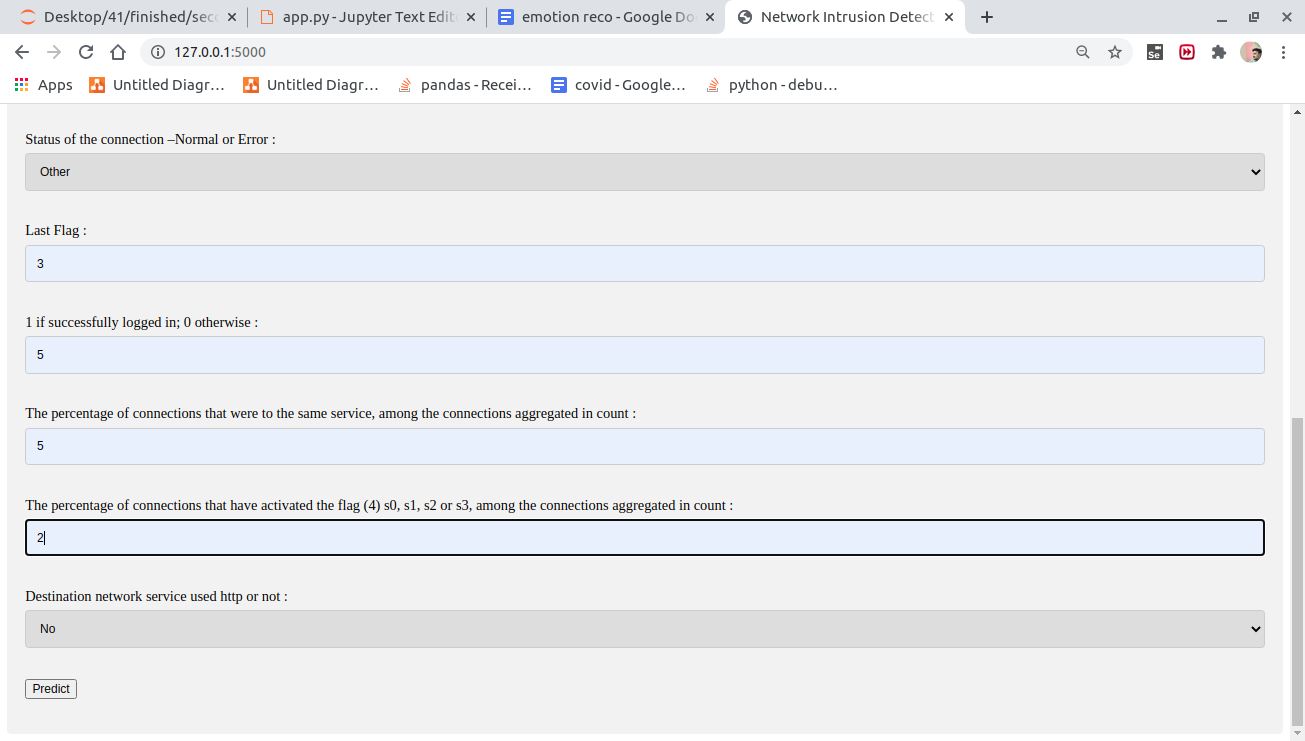 Desktop/41/finished/secc
app.py - Jupyter Text Edit
emotion reco - Google Do
Network Intrusion Detect
127.0.0.1:5000
Se
Apps
Untitled Diagr…
Untitled Diagr…
pandas - Recei…
covid - Google…
python - debu…
Status of the connection –Normal or Error :
Other
Last Flag :
3
1 if successfully logged in; 0 otherwise :
5
The percentage of connections that were to the same service, among the connections aggregated in count :
5
The percentage of connections that have activated the flag (4) s0, s1, s2 or s3, among the connections aggregated in count :
2
Destination network service used http or not :
No
Predict